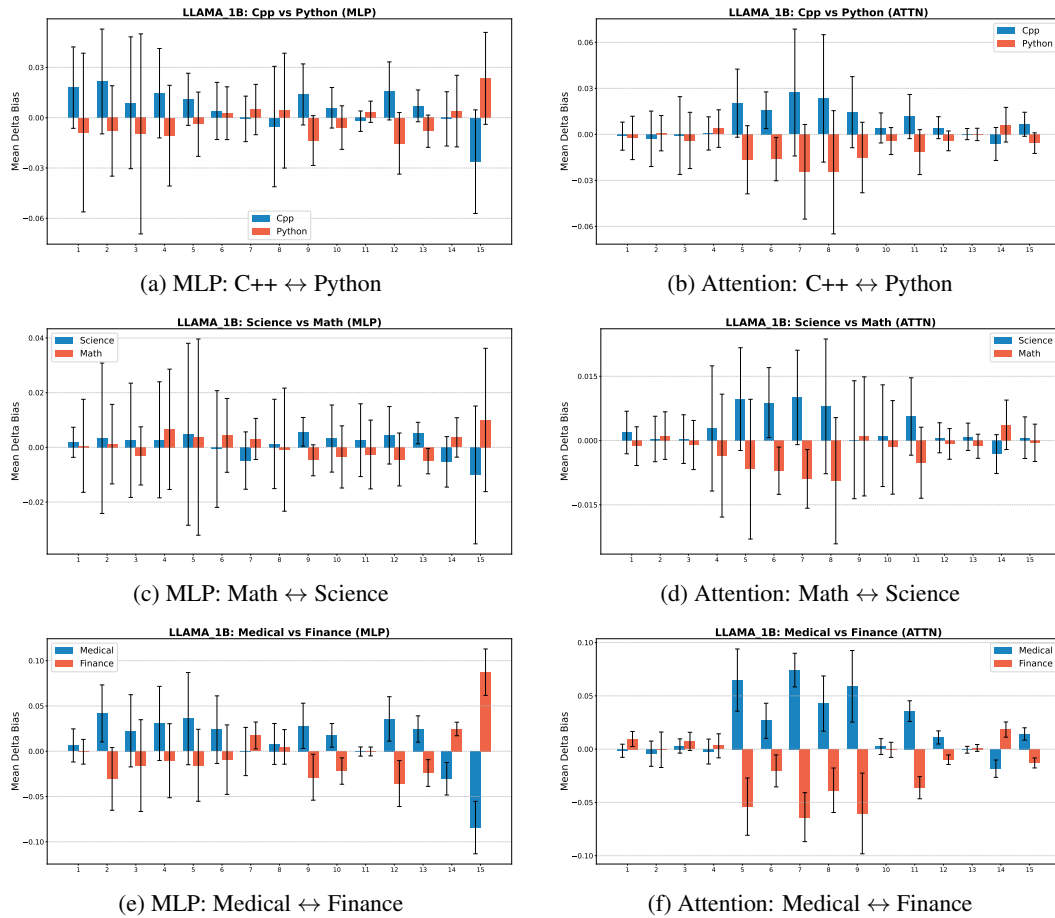 LLAMA_1B: Cpp vs Python (MLP)
Mean Delta Bias
0.03
0.00
−0.03
−0.06
Cpp
Python
1 2 3 4 5 6 7 8 9 10 11 12 13 14 15
(a) MLP: C++ ↔ Python
LLAMA_1B: Cpp vs Python (ATTN)
Mean Delta Bias
0.06
0.03
0.00
−0.03
−0.06
Cpp
Python
1 2 3 4 5 6 7 8 9 10 11 12 13 14 15
(b) Attention: C++ ↔ Python
LLAMA_1B: Science vs Math (MLP)
Mean Delta Bias
0.04
0.02
0.00
−0.02
Science
Math
1 2 3 4 5 6 7 8 9 10 11 12 13 14 15
(c) MLP: Math ↔ Science
LLAMA_1B: Science vs Math (ATTN)
Mean Delta Bias
0.015
0.000
−0.015
Science
Math
1 2 3 4 5 6 7 8 9 10 11 12 13 14 15
(d) Attention: Math ↔ Science
LLAMA_1B: Medical vs Finance (MLP)
Mean Delta Bias
0.10
0.05
0.00
−0.05
−0.10
Medical
Finance
1 2 3 4 5 6 7 8 9 10 11 12 13 14 15
(e) MLP: Medical ↔ Finance
LLAMA_1B: Medical vs Finance (ATTN)
Mean Delta Bias
0.10
0.05
0.00
−0.05
−0.10
Medical
Finance
1 2 3 4 5 6 7 8 9 10 11 12 13 14 15
(f) Attention: Medical ↔ Finance